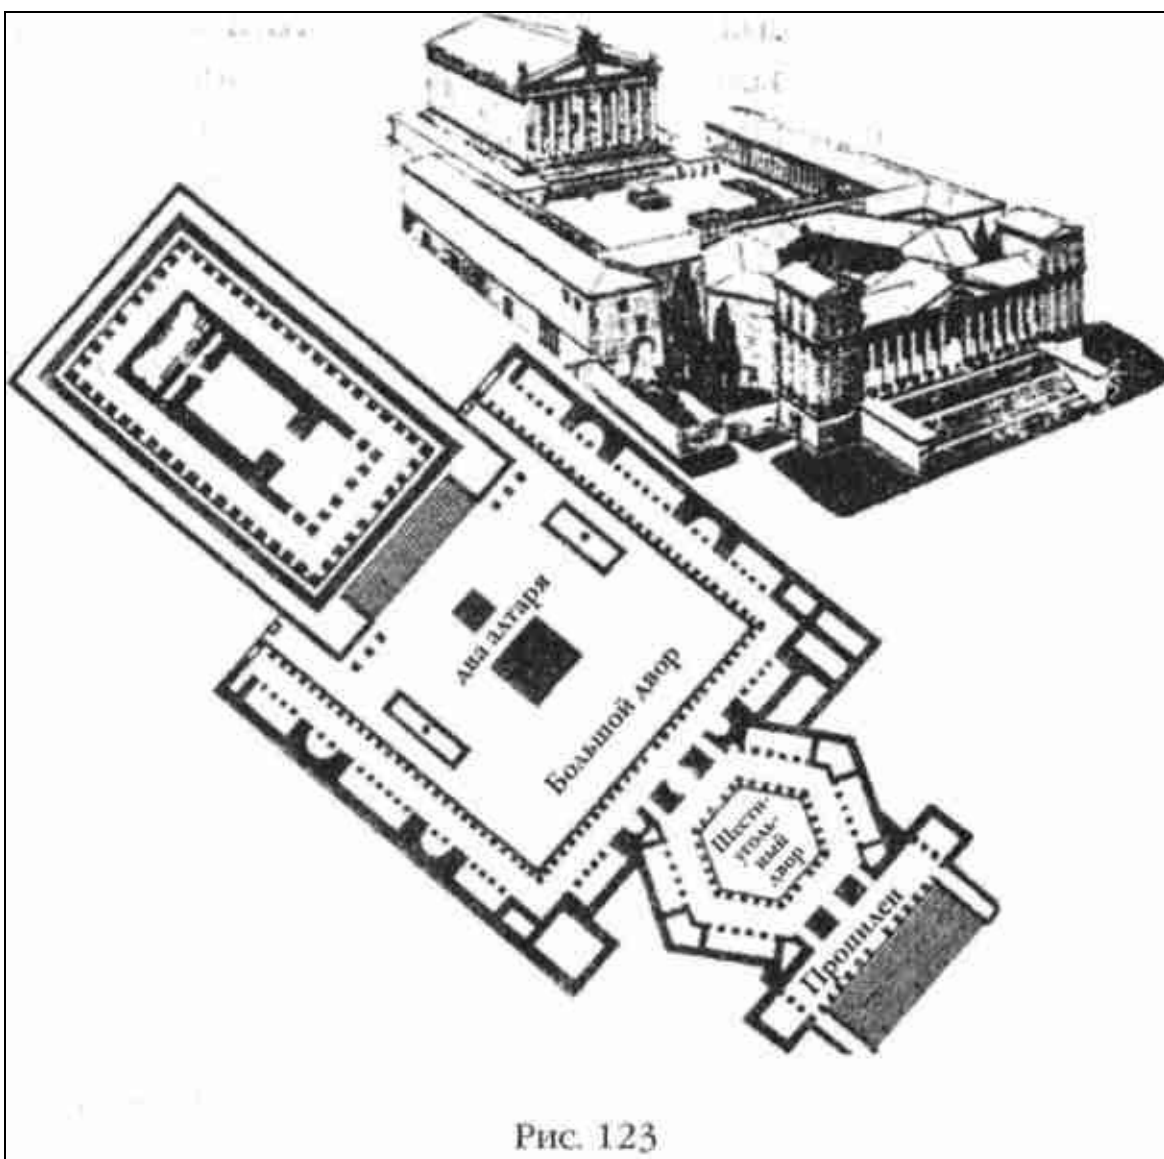 два алтаря
Большой двор
Шести-
уголь-
ный
двор
Пропилеи
Рис. 123